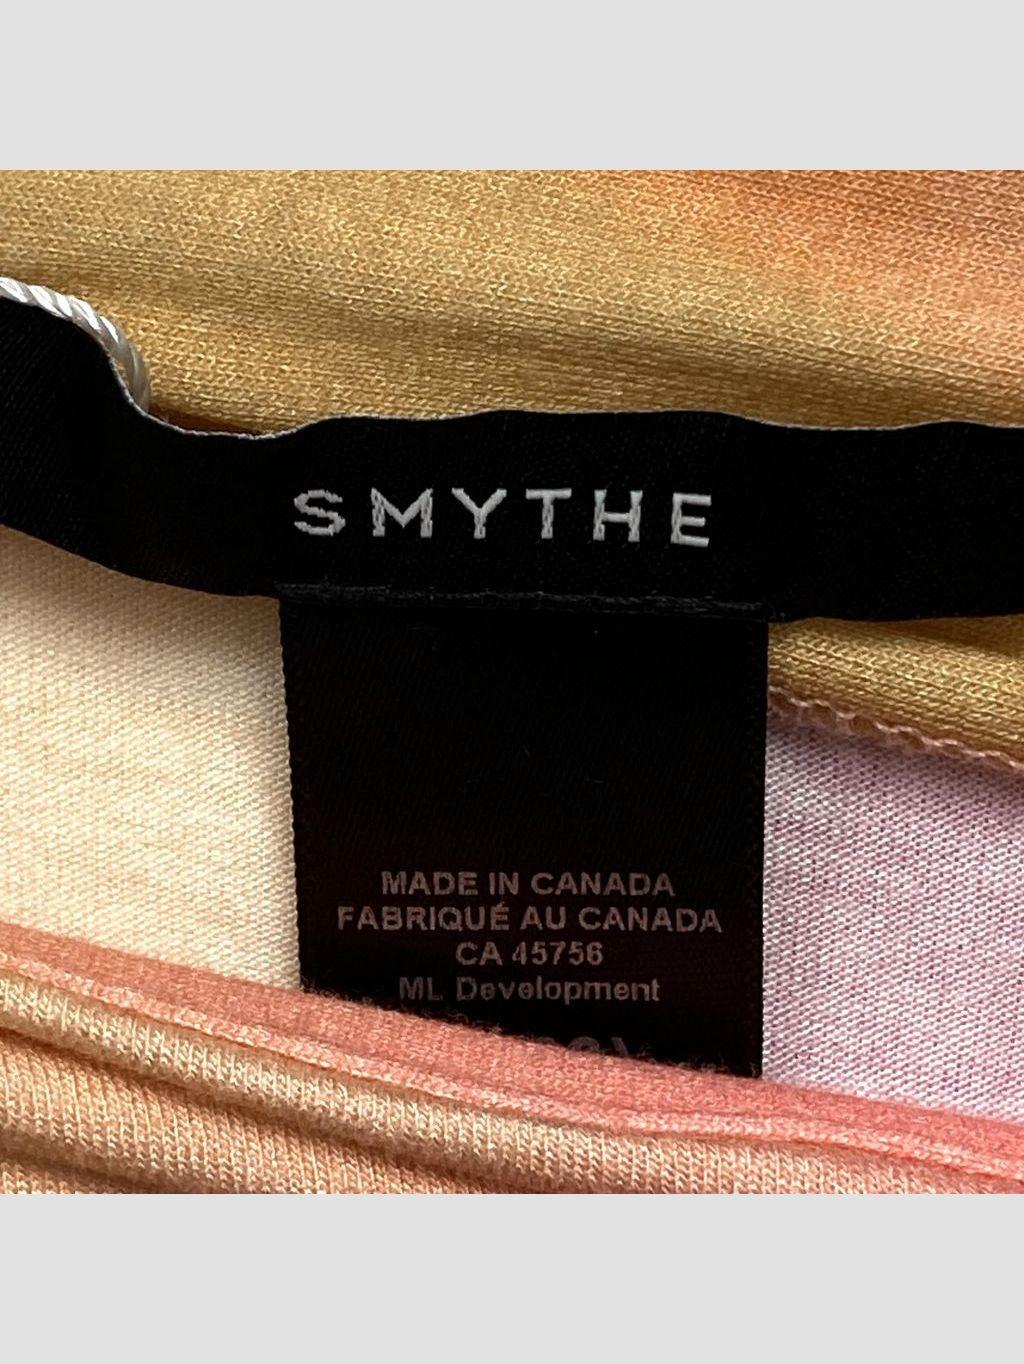 SMYTHE
MADE IN CANADA
FABRIQUÉ AU CANADA
CA 45756
ML Development